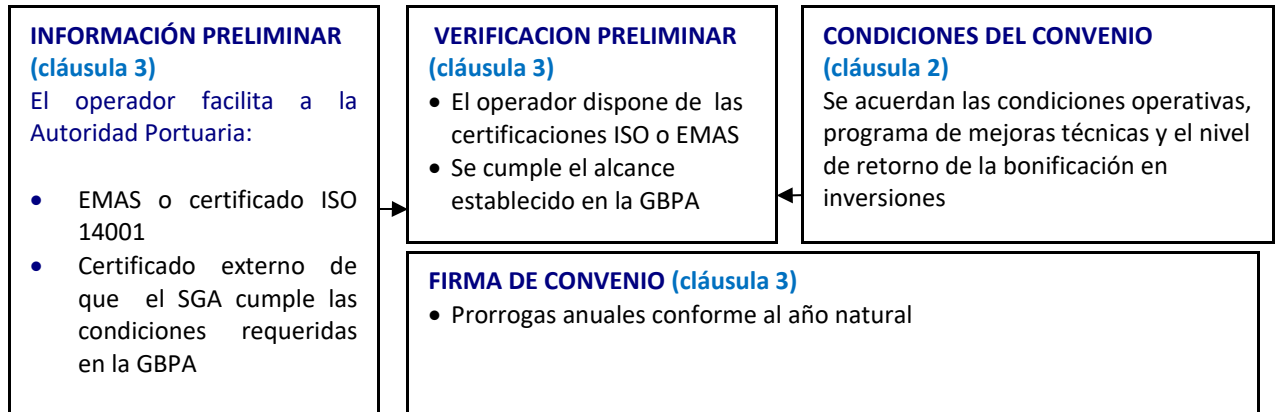 INFORMACIÓN PRELIMINAR
(cláusula 3)
El operador facilita a la
Autoridad Portuaria:
• EMAS o certificado ISO
14001
• Certificado externo de
que el SGA cumple las
condiciones requeridas
en la GBPA
VERIFICACION PRELIMINAR
(cláusula 3)
• El operador dispone de las
certificaciones ISO o EMAS
• Se cumple el alcance
establecido en la GBPA
CONDICIONES DEL CONVENIO
(cláusula 2)
Se acuerdan las condiciones operativas,
programa de mejoras técnicas y el nivel
de retorno de la bonificación en
inversiones
FIRMA DE CONVENIO (cláusula 3)
• Prorrogas anuales conforme al año natural